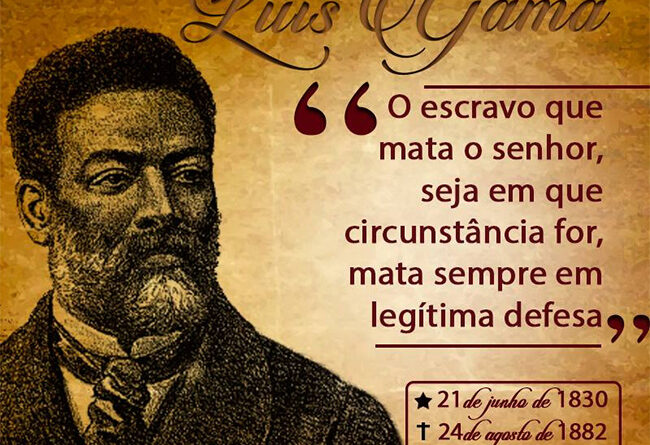 Luís Gama
“O escravo que
mata o senhor,
seja em que
circunstância for,
mata sempre em
legítima defesa„
★ 21 de junho de 1830
✝ 24 de agosto de 1882